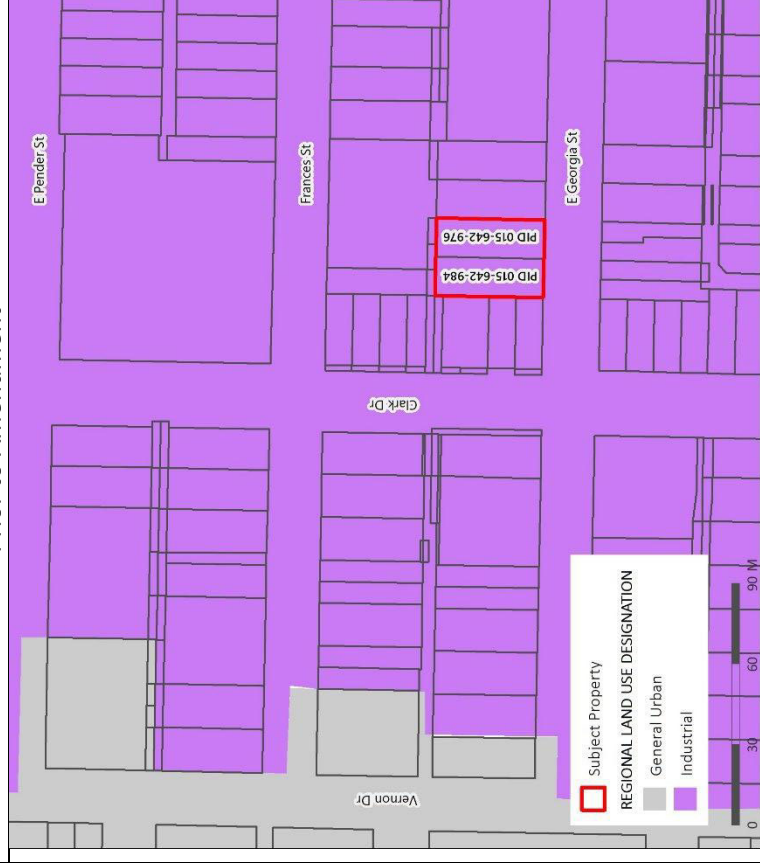 E Pender St
Frances St
E Georgia St
PID 015-642-976
PID 015-642-984
Clark Dr
Vernon Dr
Subject Property
REGIONAL LAND USE DESIGNATION
General Urban
Industrial
0 30 60 90 M